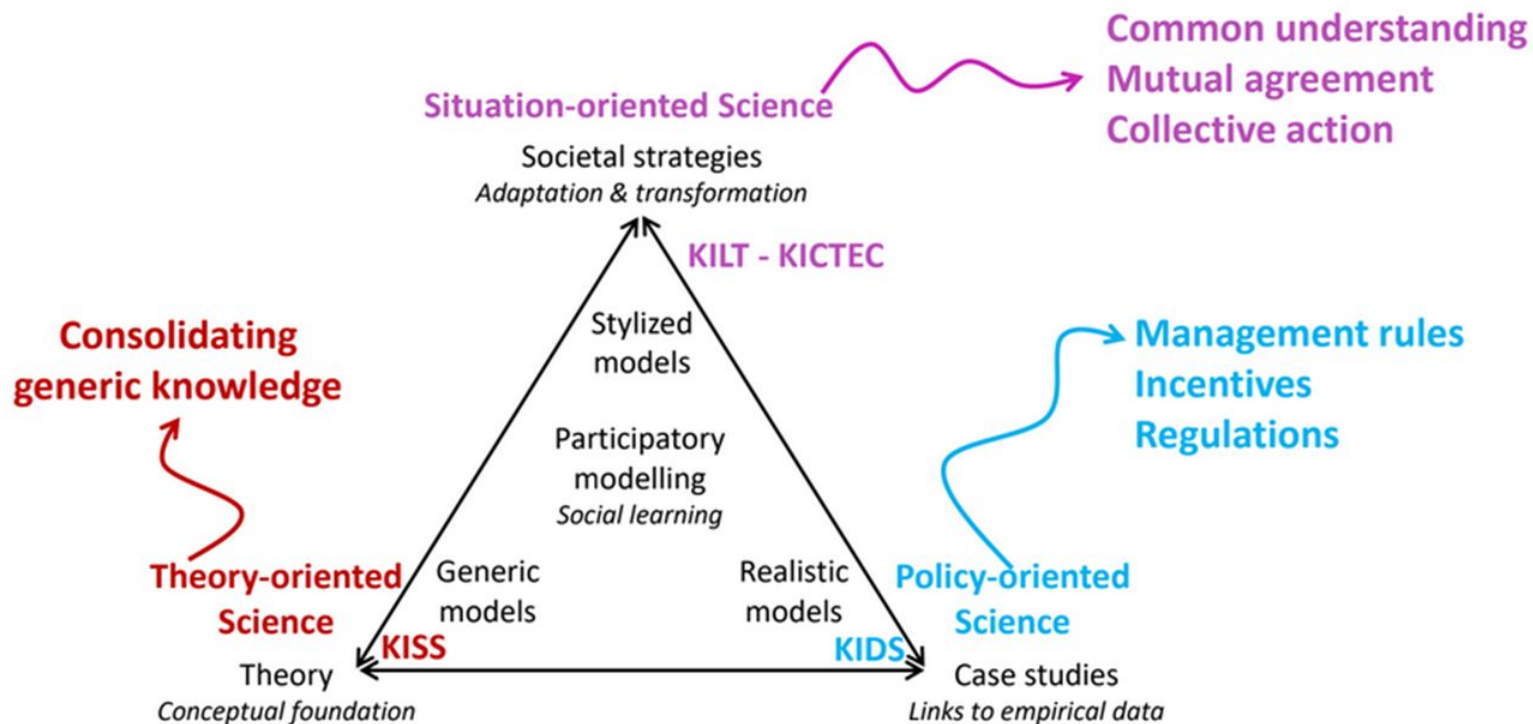 Common understanding
Mutual agreement
Collective action
Situation-oriented Science
Societal strategies
Adaptation & transformation
KILT - KICTEC
Stylized
models
Consolidating
generic knowledge
Management rules
Incentives
Regulations
Participatory
modelling
Social learning
Theory-oriented
Science
Generic
models
Realistic
models
Policy-oriented
Science
KISS
KIDS
Theory
Conceptual foundation
Case studies
Links to empirical data